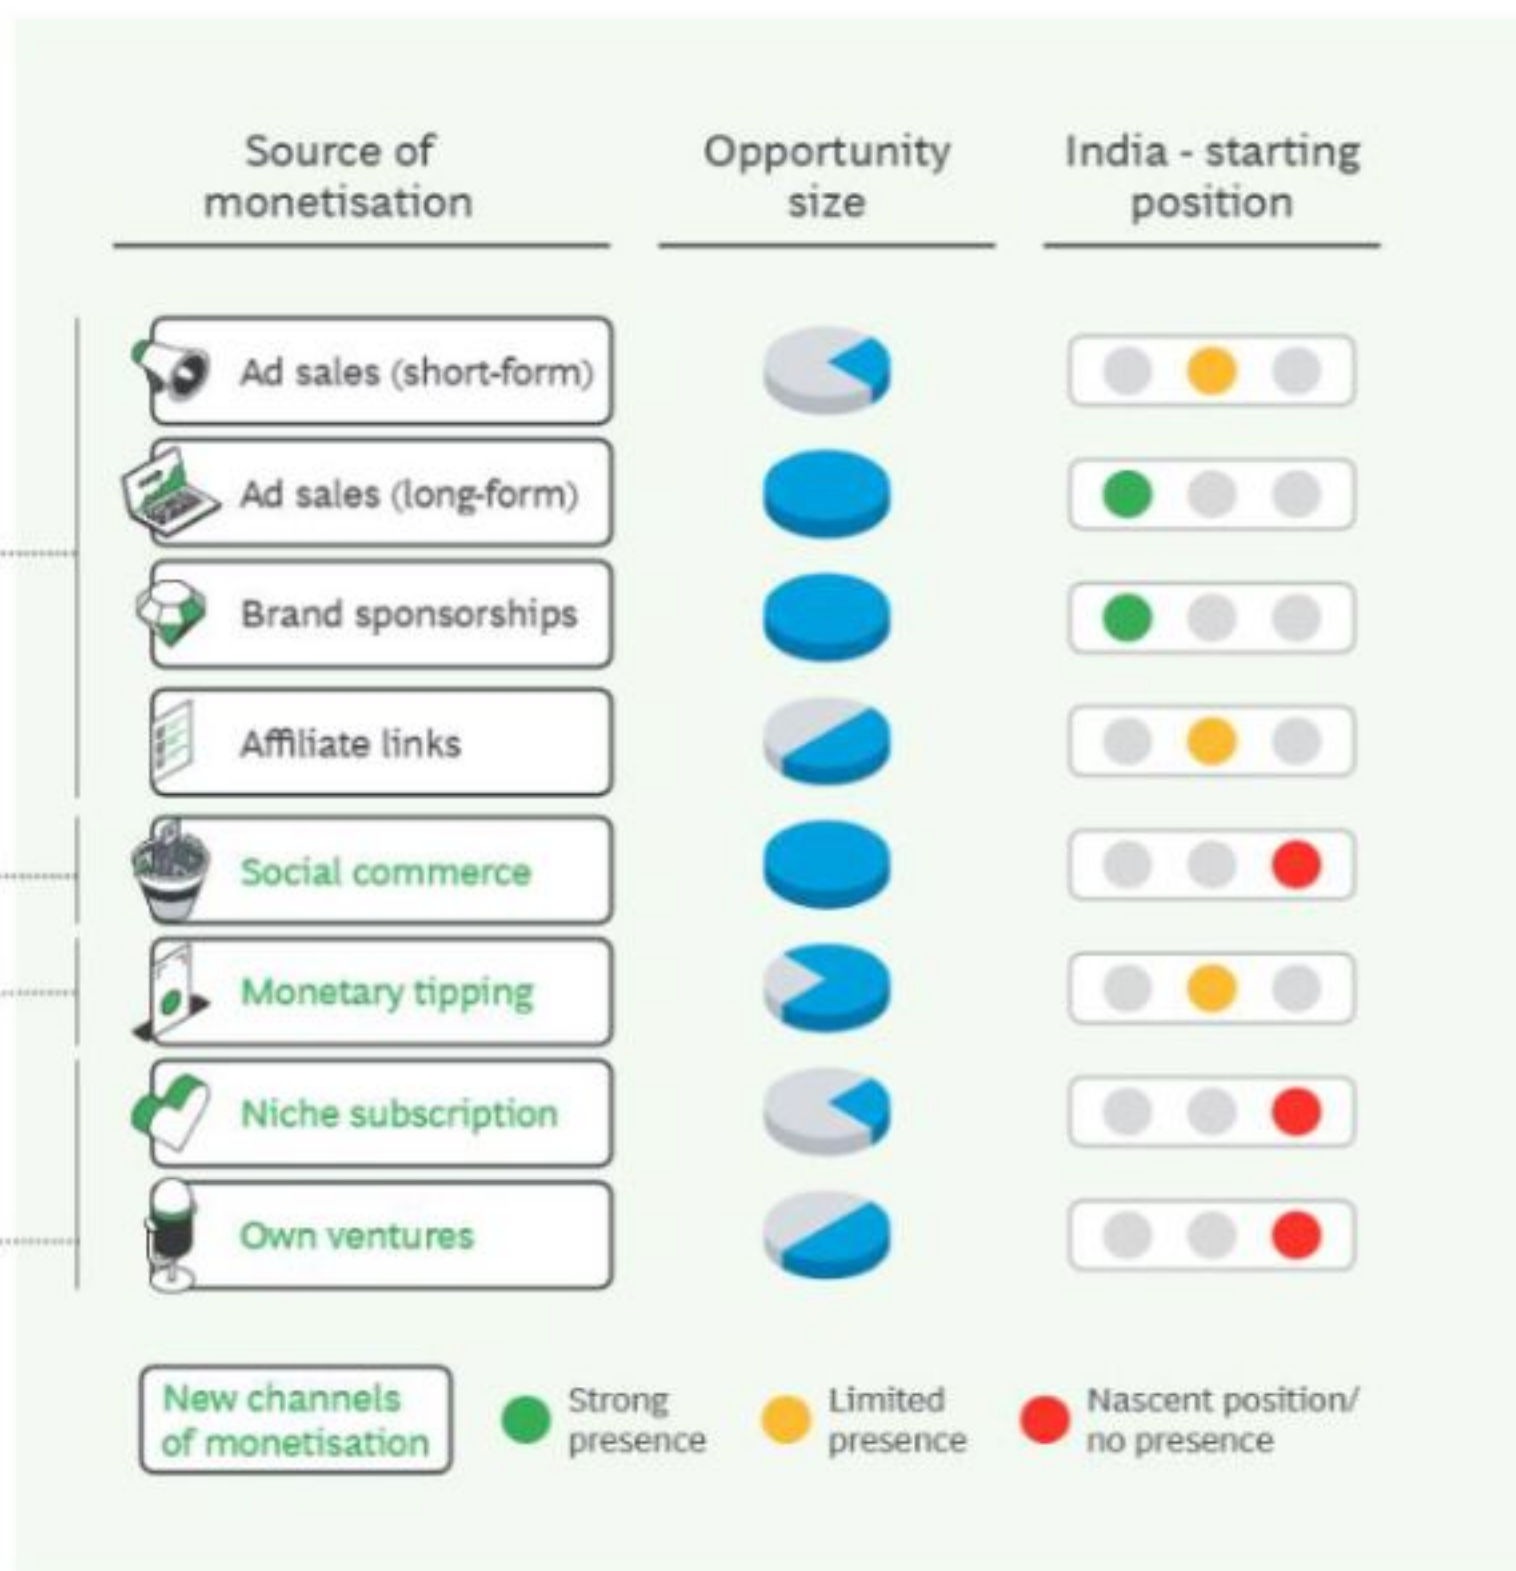 Source of
monetisation
Opportunity
size
India - starting
position
Ad sales (short-form)
Ad sales (long-form)
Brand sponsorships
Affiliate links
Social commerce
Monetary tipping
Niche subscription
Own ventures
New channels
of monetisation
Strong
presence
Limited
presence
Nascent position/
no presence